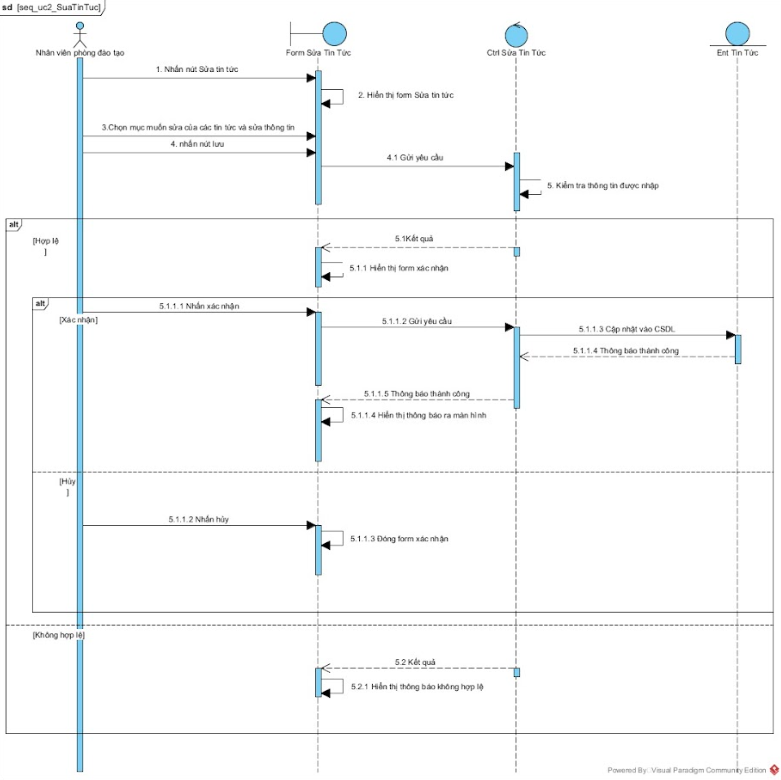 sd [seq_uc2_SuaTinTuc]
Nhân viên phòng đào tạo
Form Sửa Tin Tức
Ctrl Sửa Tin Tức
Ent Tin Tức
1. Nhấn nút Sửa tin tức
2. Hiển thị form Sửa tin tức
3.Chọn mục muốn sửa của các tin tức và sửa thông tin
4. nhấn nút lưu
4.1 Gửi yêu cầu
5. Kiểm tra thông tin được nhập
alt
[Hợp lệ
]
5.1Kết quả
5.1.1 Hiển thị form xác nhận
alt
[Xác nhận]
5.1.1.1 Nhấn xác nhận
5.1.1.2 Gửi yêu cầu
5.1.1.3 Cập nhật vào CSDL
5.1.1.4 Thông báo thành công
5.1.1.5 Thông báo thành công
5.1.1.4 Hiển thị thông báo ra màn hình
[Hủy
]
5.1.1.2 Nhấn hủy
5.1.1.3 Đóng form xác nhận
[Không hợp lệ]
5.2 Kết quả
5.2.1 Hiển thị thông báo không hợp lệ
Powered By: Visual Paradigm Community Edition